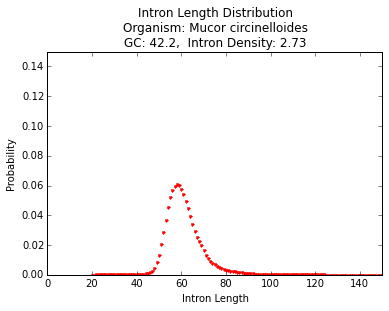 Intron Length Distribution
Organism: Mucor circinelloides
GC: 42.2,  Intron Density: 2.73
0.14
0.12
0.10
0.08
0.06
0.04
0.02
0.00
Probability
0 20 40 60 80 100 120 140
Intron Length